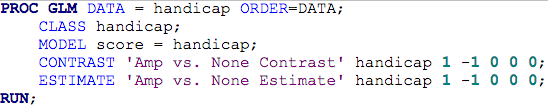 PROC GLM DATA = handicap ORDER=DATA;
CLASS handicap;
MODEL score = handicap;
CONTRAST 'Amp vs. None Contrast' handicap 1 -1 0 0 0;
ESTIMATE 'Amp vs. None Estimate' handicap 1 -1 0 0 0;
RUN;